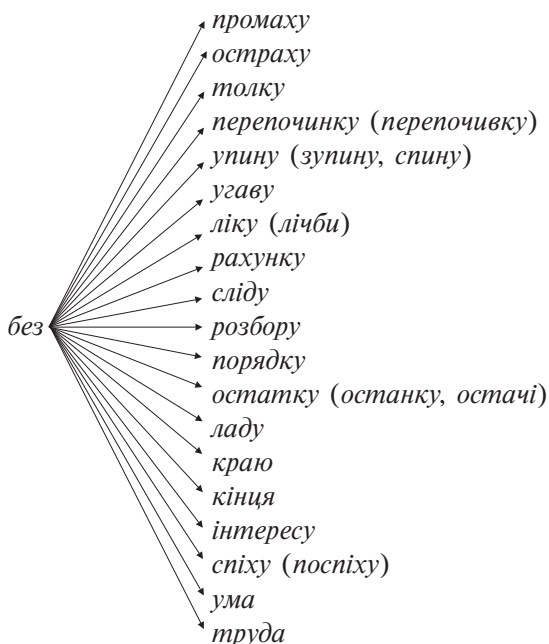 промаху
остраху
толку
перепочинку (перепочивку)
упину (зупину, спину)
угаву
ліку (лічби)
рахунку
сліду
без
розбору
порядку
остатку (останку, остачі)
ладу
краю
кінця
інтересу
спіху (поспіху)
ума
труда